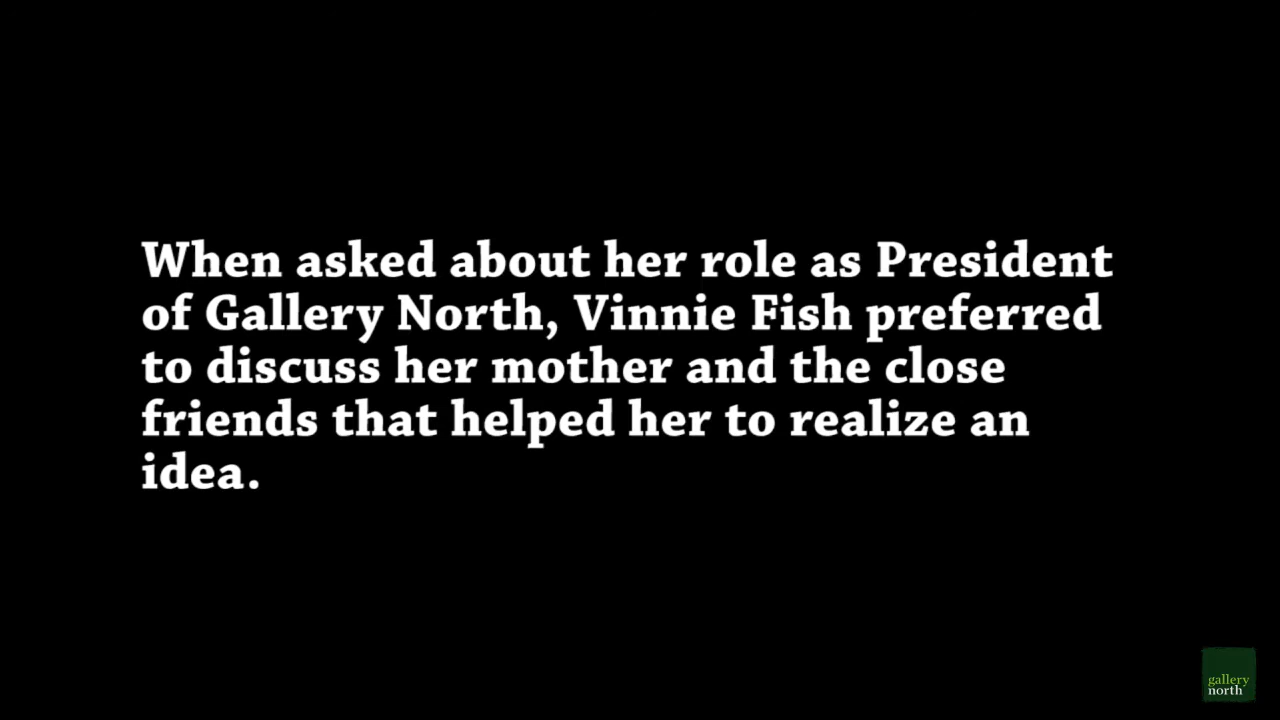 When asked about her role as President
of Gallery North, Vinnie Fish preferred
to discuss her mother and the close
friends that helped her to realize an
idea.
gallery
north